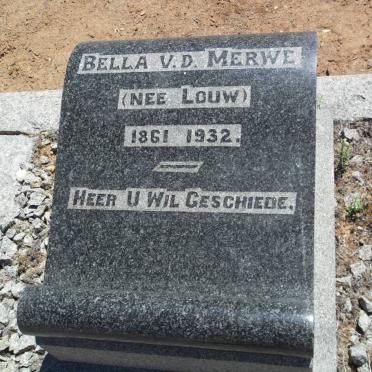 BELLA V.D. MERWE
(NEE LOUW)
1861 1932.
HEER U WIL GESCHIEDE.